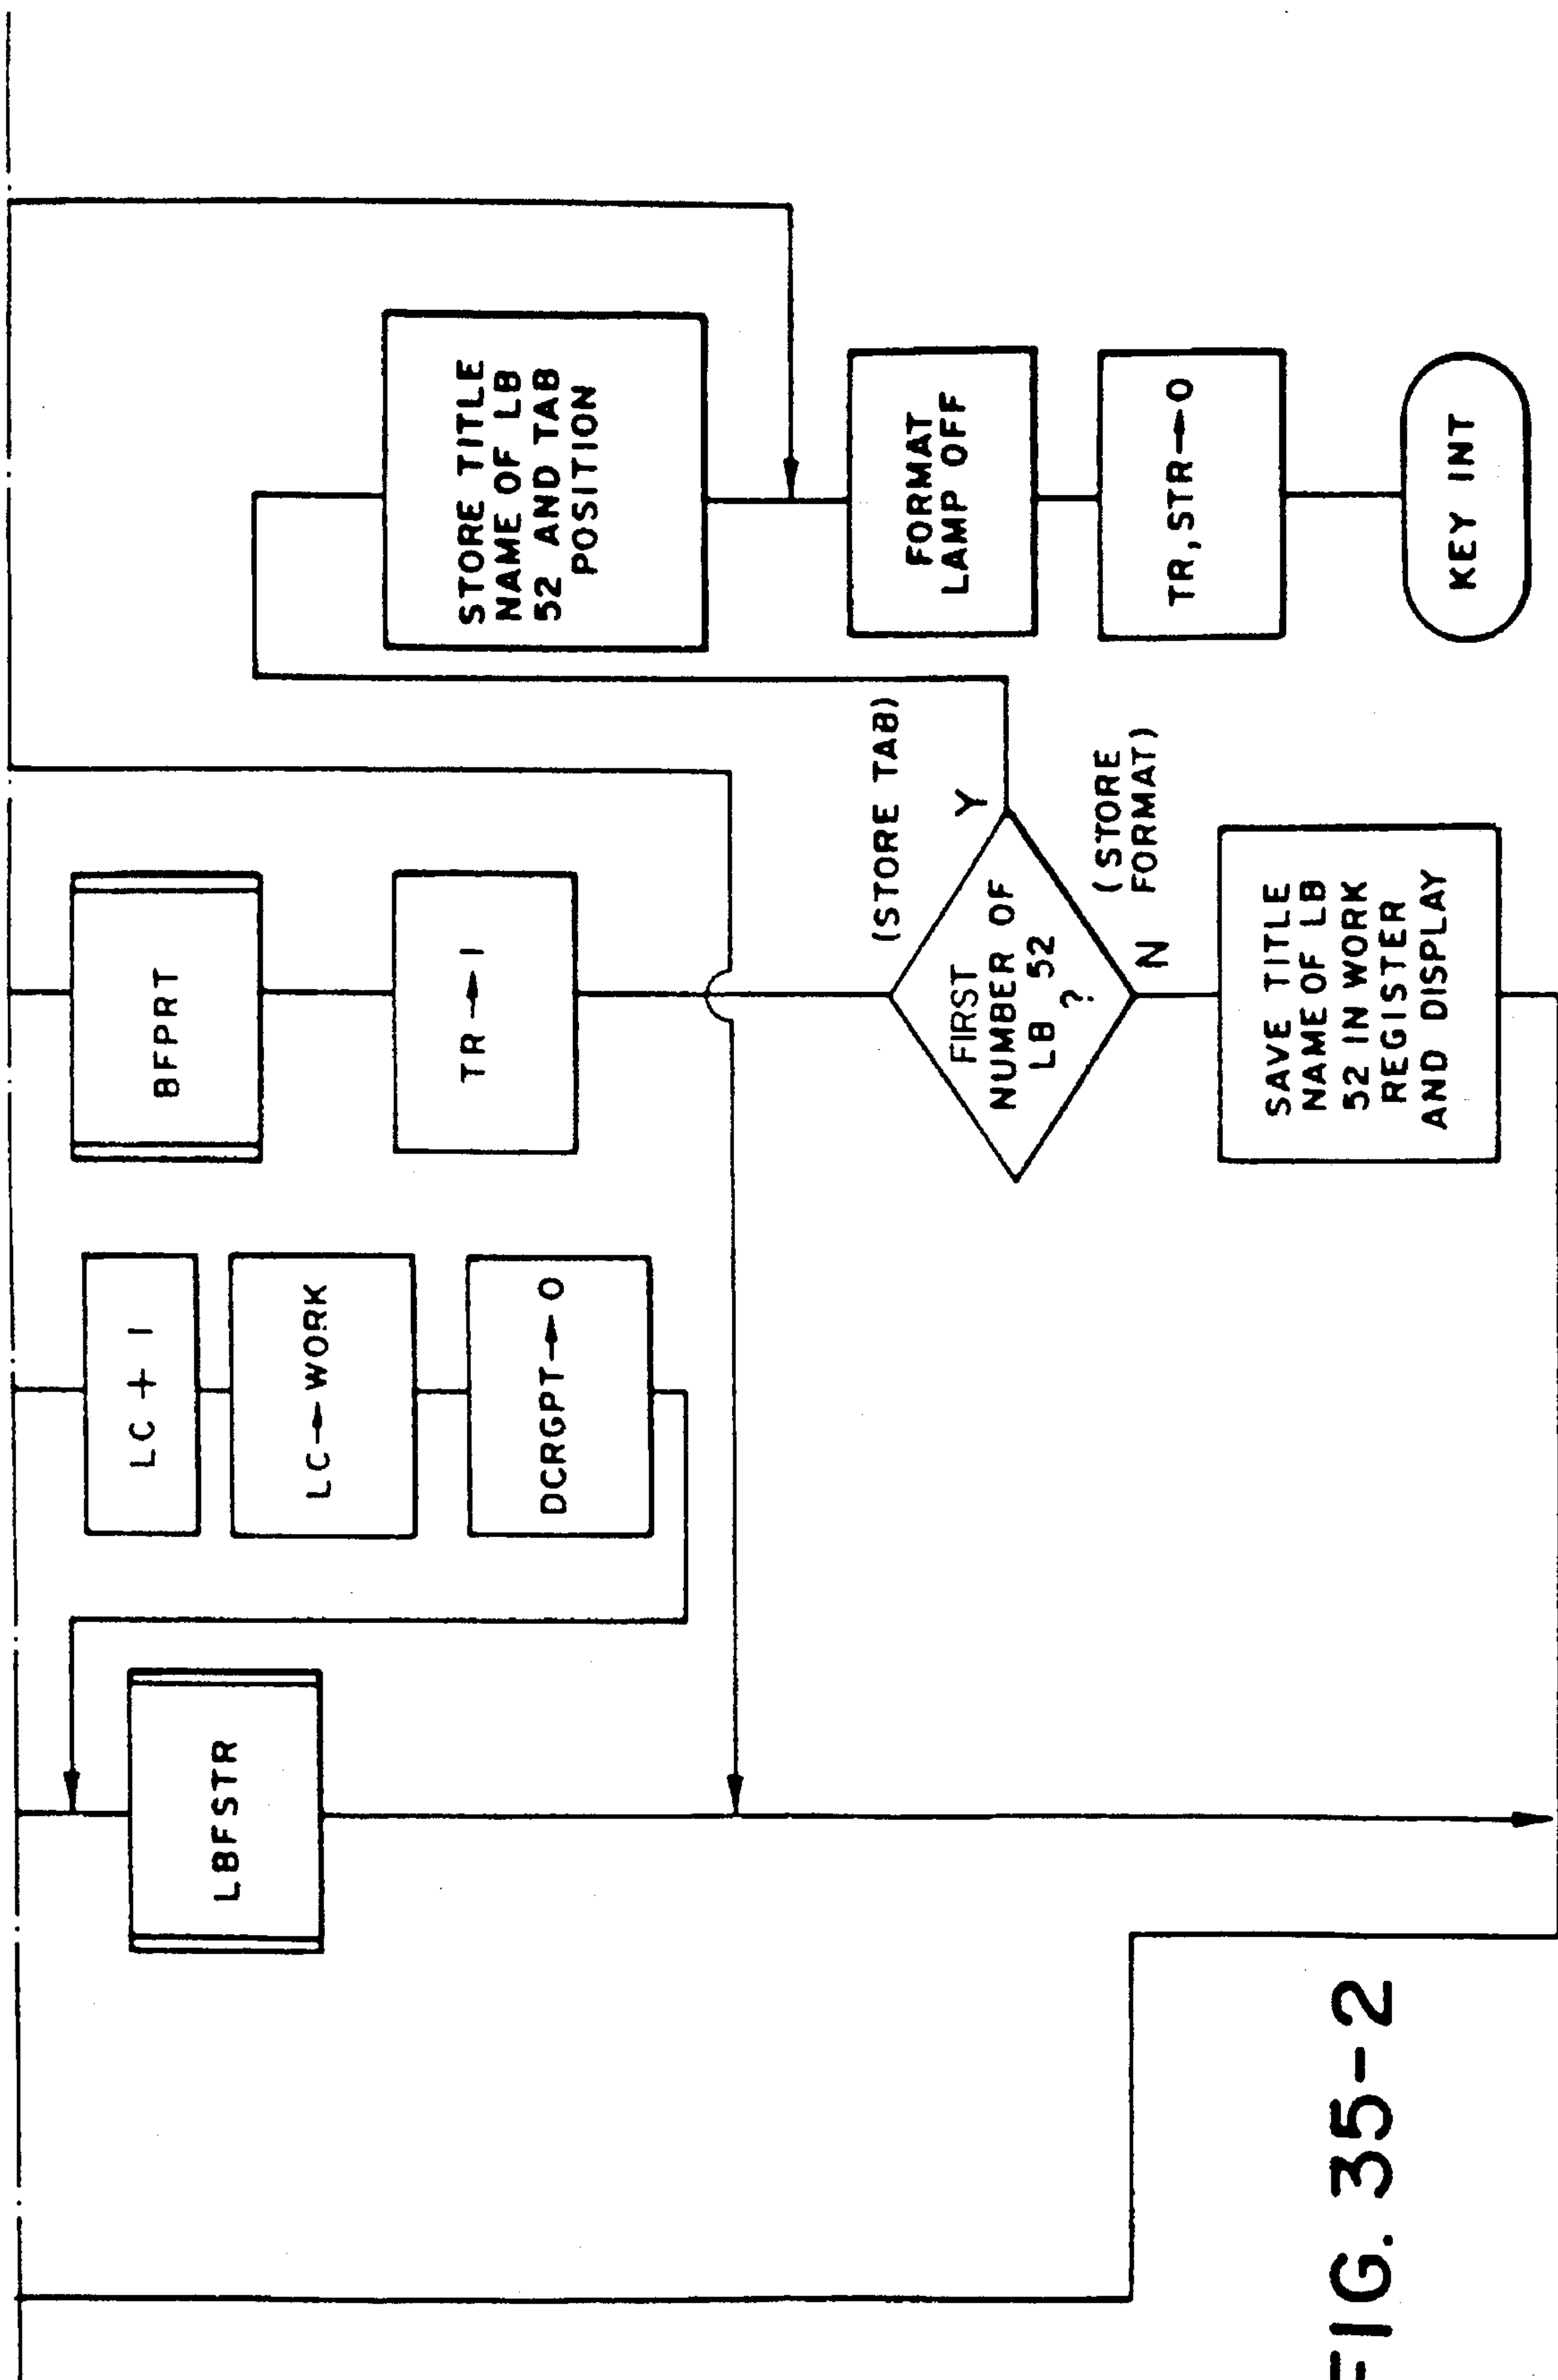 LBFSTR
LC + 1
LC→WORK
DCRGPT→0
BFPRT
TR→1
FIRST
NUMBER OF
LB 52
?
Y
(STORE TAB)
N
(STORE
FORMAT)
SAVE TITLE
NAME OF LB
52 IN WORK
REGISTER
AND DISPLAY
STORE TITLE
NAME OF LB
52 AND TAB
POSITION
FORMAT
LAMP OFF
TR,STR→0
KEY INT
FIG. 35-2